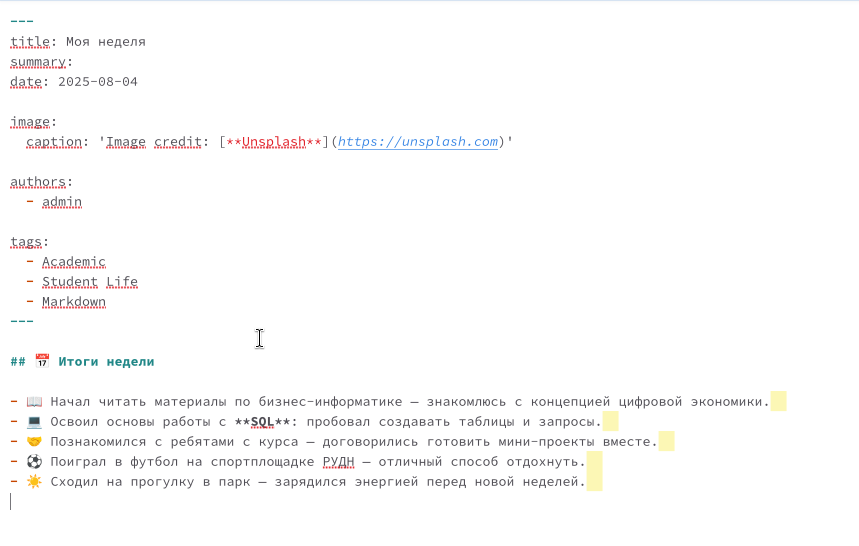 ---
title: Моя неделя
summary:
date: 2025-08-04
image:
  caption: 'Image credit: [**Unsplash**](https://unsplash.com)'
authors:
  - admin
tags:
  - Academic
  - Student Life
  - Markdown
---
## 📅 Итоги недели
- 📖 Начал читать материалы по бизнес-информатике — знакомлюсь с концепцией цифровой экономики.
- 💻 Освоил основы работы с **SQL**: пробовал создавать таблицы и запросы.
- 🤝 Познакомился с ребятами с курса — договорились готовить мини-проекты вместе.
- ⚽ Поиграл в футбол на спортплощадке РУДН — отличный способ отдохнуть.
- ☀️ Сходил на прогулку в парк — зарядился энергией перед новой неделей.